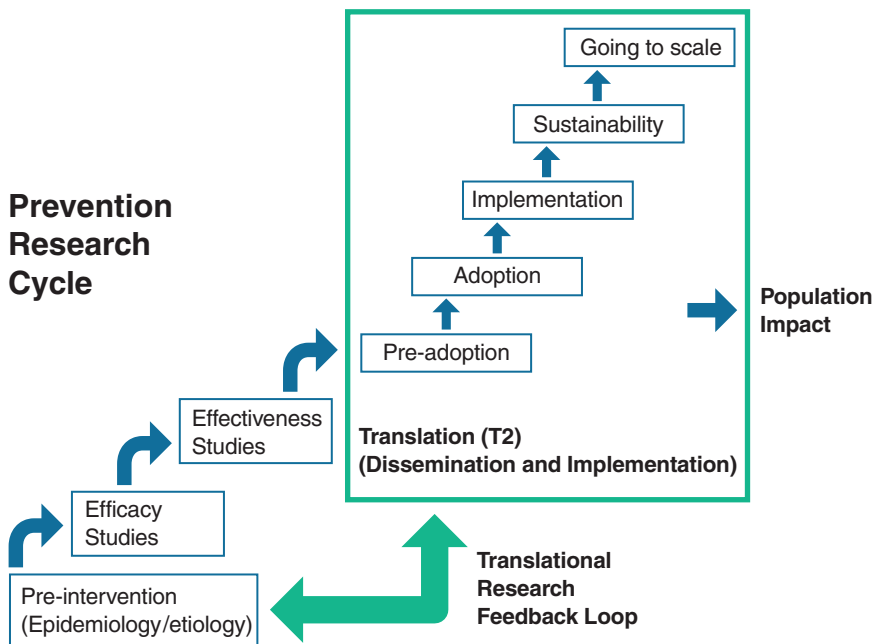 Prevention
Research
Cycle
Going to scale
Sustainability
Implementation
Adoption
Pre-adoption
Translation (T2)
(Dissemination and Implementation)
Population
Impact
Effectiveness
Studies
Efficacy
Studies
Pre-intervention
(Epidemiology/etiology)
Translational
Research
Feedback Loop